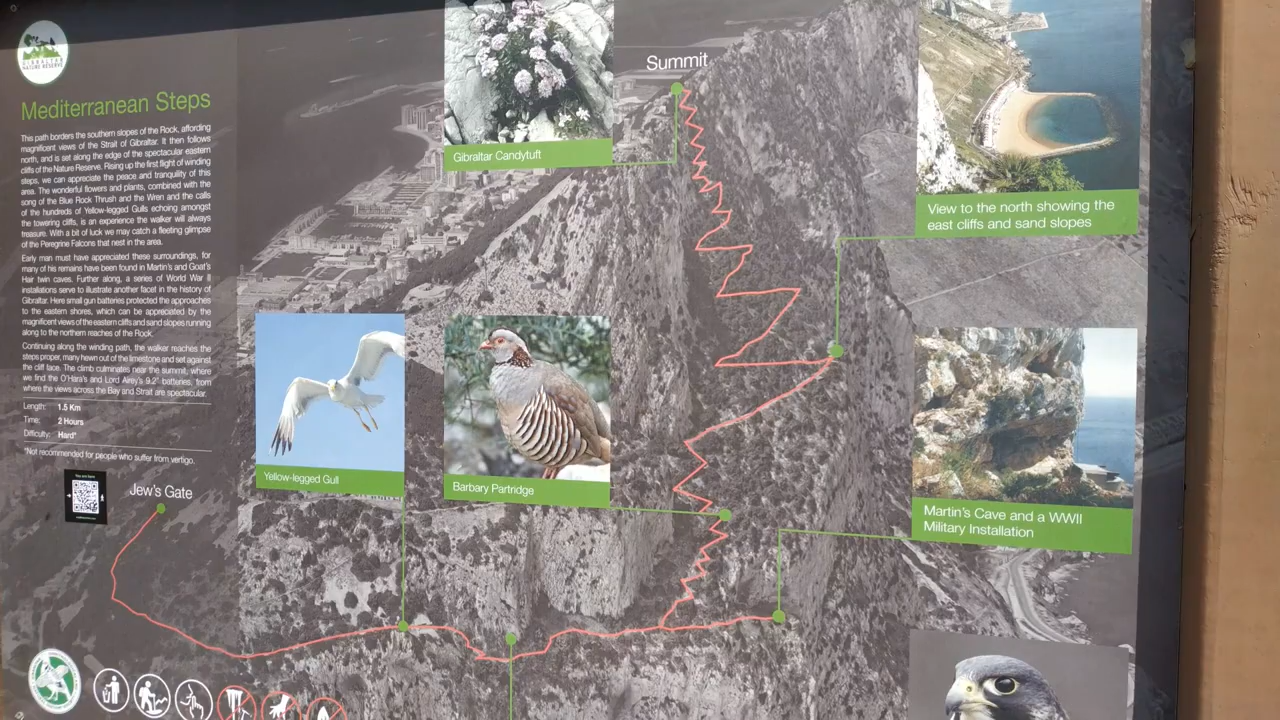 GIBRALTAR
NATURE RESERVE
Mediterranean Steps
This path borders the southern slopes of the Rock, affording
magnificent views of the Strait of Gibraltar. It then follows
north, and is set along the edge of the spectacular eastern
cliffs of the Nature Reserve. Rising up the first flight of winding
steps, we can appreciate the peace and tranquility of this
area. The wonderful flowers and plants, combined with the
song of the Blue Rock Thrush and the Wren and the calls
of the hundreds of Yellow-legged Gulls echoing amongst
the towering cliffs, is an experience the walker will always
treasure. With a bit of luck we may catch a fleeting glimpse
of the Peregrine Falcons that nest in the area.
Early man must have appreciated these surroundings, for
many of his remains have been found in Martin's and Goat's
Hair twin caves. Further along, a series of World War II
installations serve to illustrate another facet in the history of
Gibraltar. Here small gun batteries protected the approaches
to the eastern shores, which can be appreciated by the
magnificent views of the eastern cliffs and sand slopes running
along to the northern reaches of the Rock.
Continuing along the winding path, the walker reaches the
steps proper, many hewn out of the limestone and set against
the cliff face. The climb culminates near the summit, where
we find the O'Hara's and Lord Airey's 9.2" batteries, from
where the views across the Bay and Strait are spectacular.
Length: 1.5 Km
Time: 2 Hours
Difficulty: Hard*
*Not recommended for people who suffer from vertigo.
You are here
Jew's Gate
Summit
Gibraltar Candytuft
View to the north showing the
east cliffs and sand slopes
Yellow-legged Gull
Barbary Partridge
Martin's Cave and a WWII
Military Installation